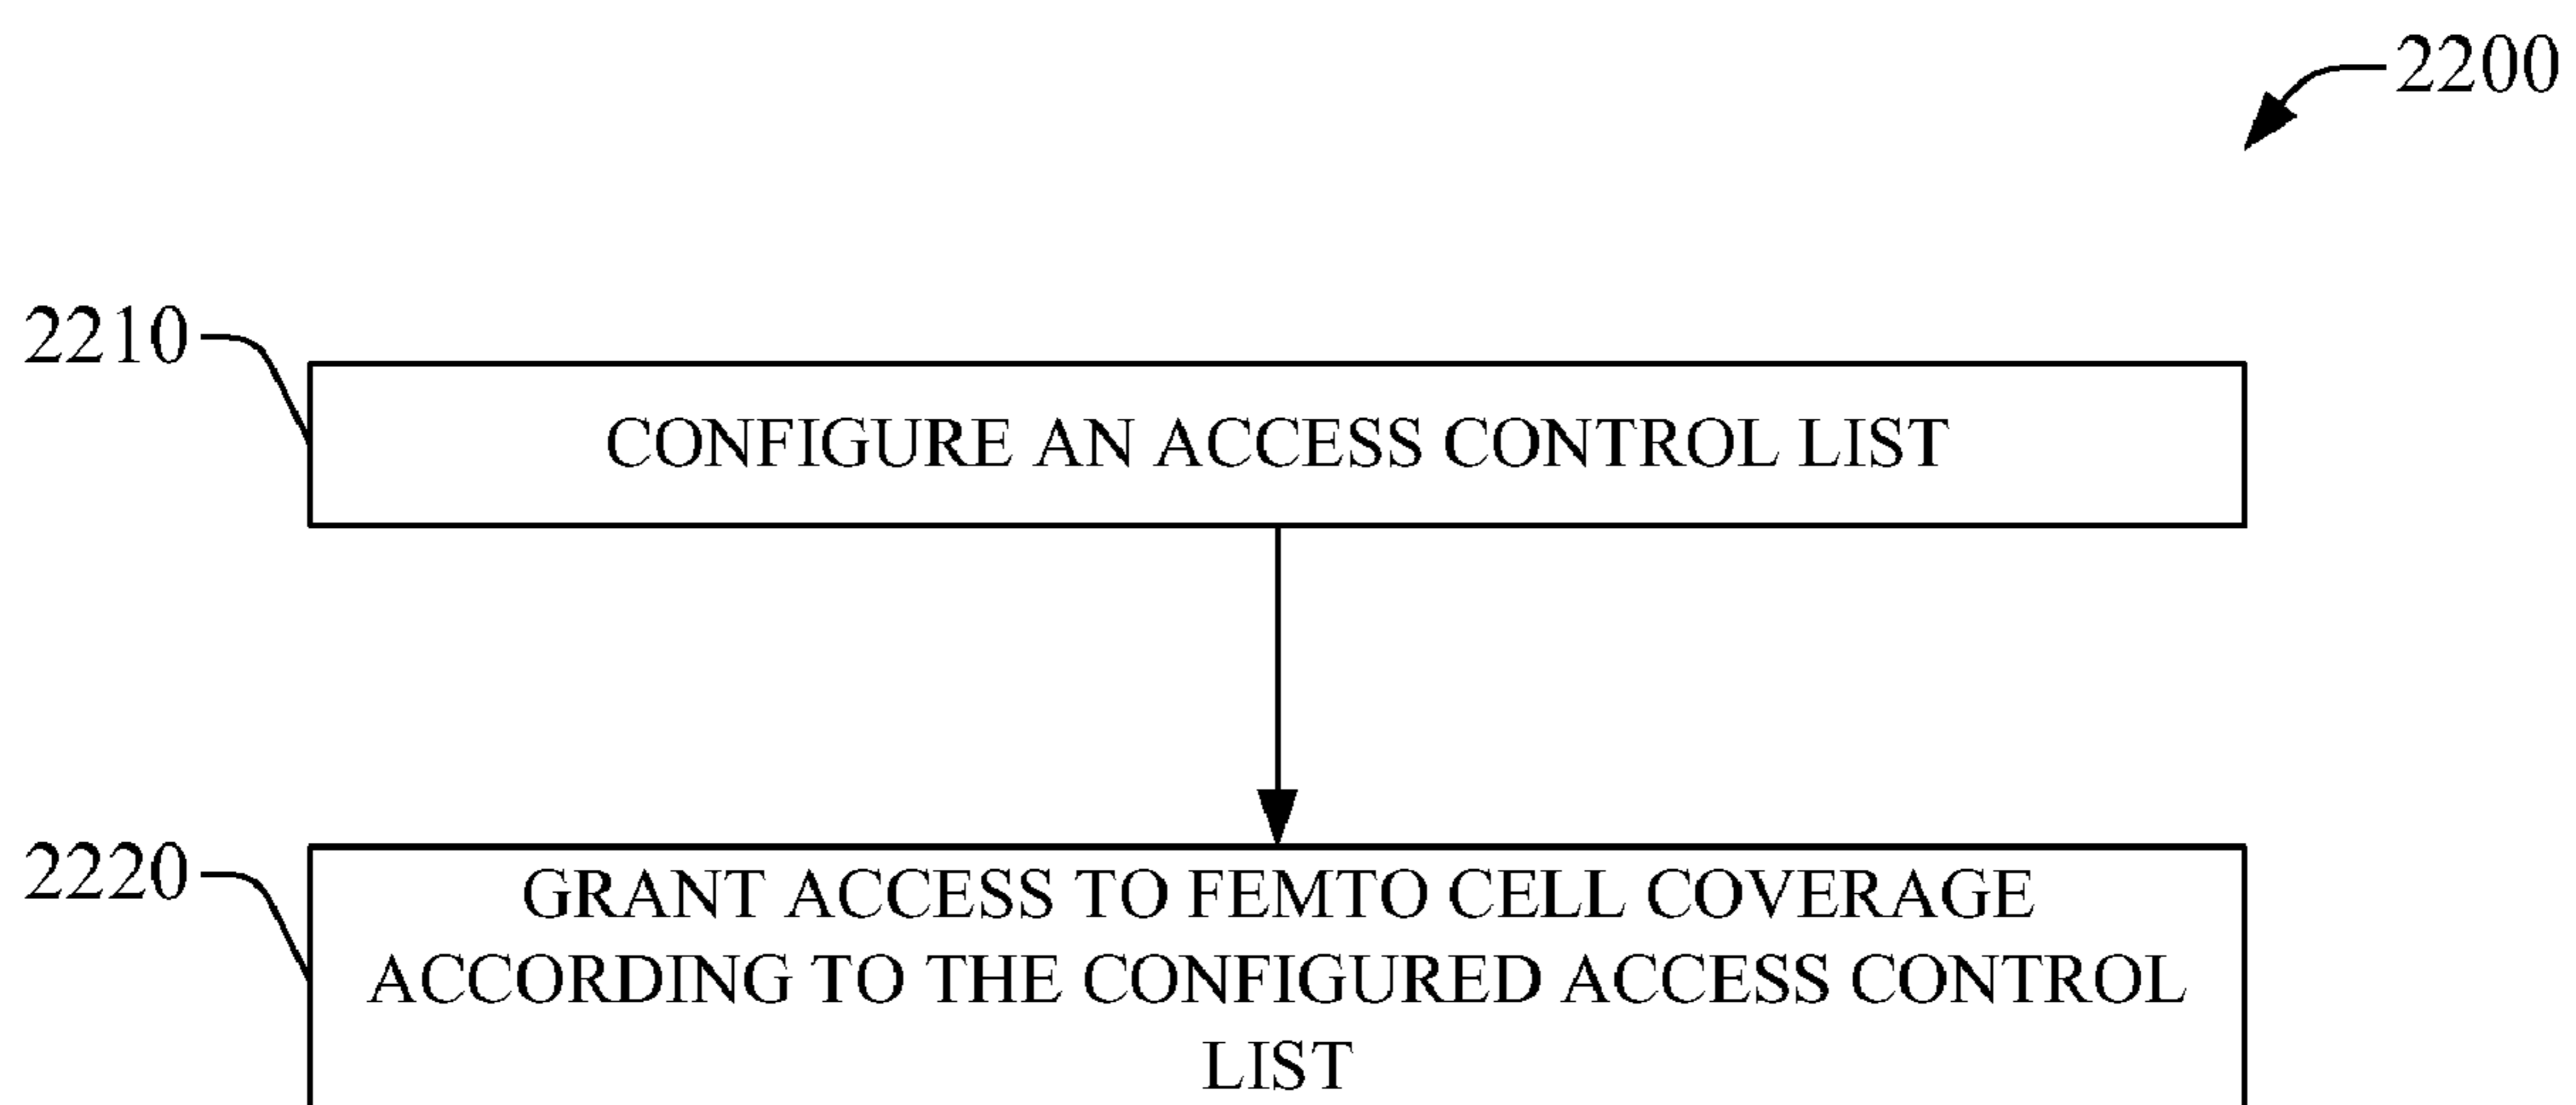 2200
2210
CONFIGURE AN ACCESS CONTROL LIST
2220
GRANT ACCESS TO FEMTO CELL COVERAGE
ACCORDING TO THE CONFIGURED ACCESS CONTROL
LIST